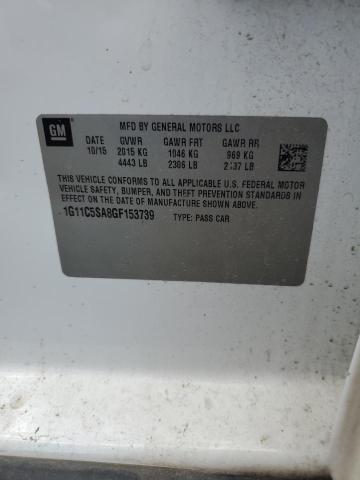 GM
MFD BY GENERAL MOTORS LLC
DATE GVWR GAWR FRT GAWR RR
10/15 2015 KG 1046 KG 969 KG
4443 LB 2306 LB 2137 LB
THIS VEHICLE CONFORMS TO ALL APPLICABLE U.S. FEDERAL MOTOR
VEHICLE SAFETY, BUMPER, AND THEFT PREVENTION STANDARDS IN
EFFECT ON THE DATE OF MANUFACTURE SHOWN ABOVE.
1G11C5SA8GF153739 TYPE: PASS CAR